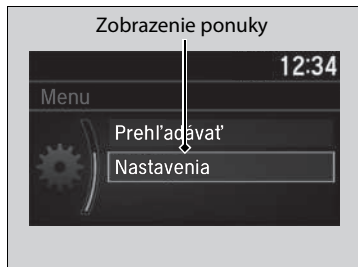 Zobrazenie ponuky
12:34
Menu
Prehľadávať
Nastavenia